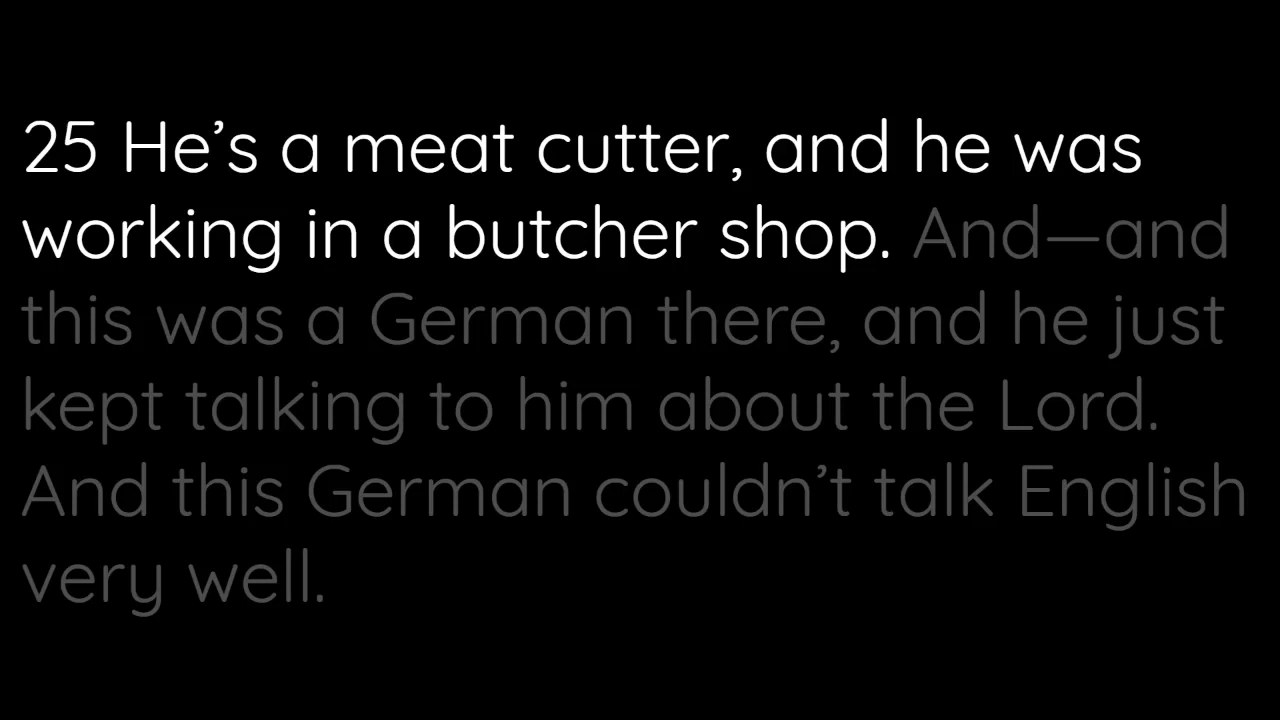 25 He’s a meat cutter, and he was
working in a butcher shop. And—and
this was a German there, and he just
kept talking to him about the Lord.
And this German couldn’t talk English
very well.